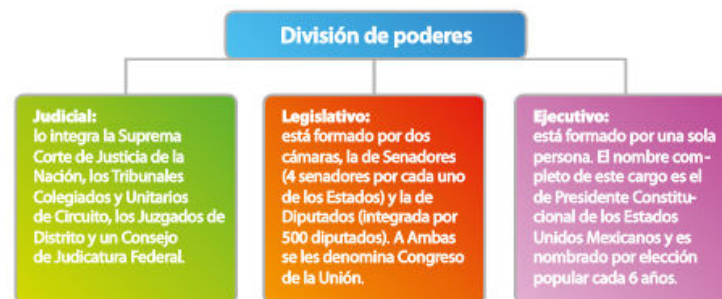 División de poderes
Judicial:
lo integra la Suprema
Corte de Justicia de la
Nación, los Tribunales
Colegiados y Unitarios
de Circuito, los Juzgados de
Distrito y un Consejo
de Judicatura Federal.
Legislativo:
está formado por dos
cámaras, la de Senadores
(4 senadores por cada uno
de los Estados) y la de
Diputados (integrada por
500 diputados). A Ambas
se les denomina Congreso
de la Unión.
Ejecutivo:
está formado por una sola
persona. El nombre com-
pleto de este cargo es el
de Presidente Constitu-
cional de los Estados
Unidos Mexicanos y es
nombrado por elección
popular cada 6 años.